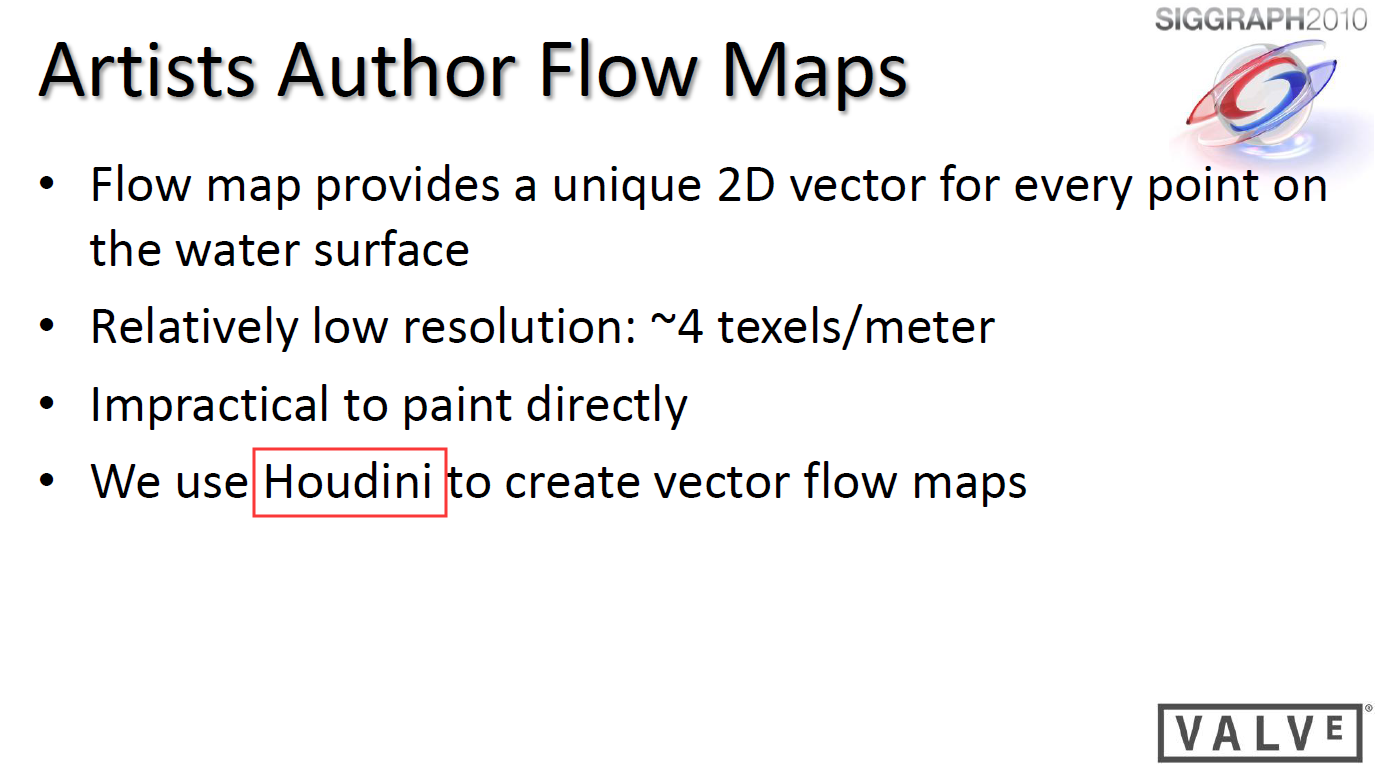 SIGGRAPH2010
Artists Author Flow Maps
• Flow map provides a unique 2D vector for every point on
the water surface
• Relatively low resolution: ~4 texels/meter
• Impractical to paint directly
• We use Houdini to create vector flow maps
VALVE®